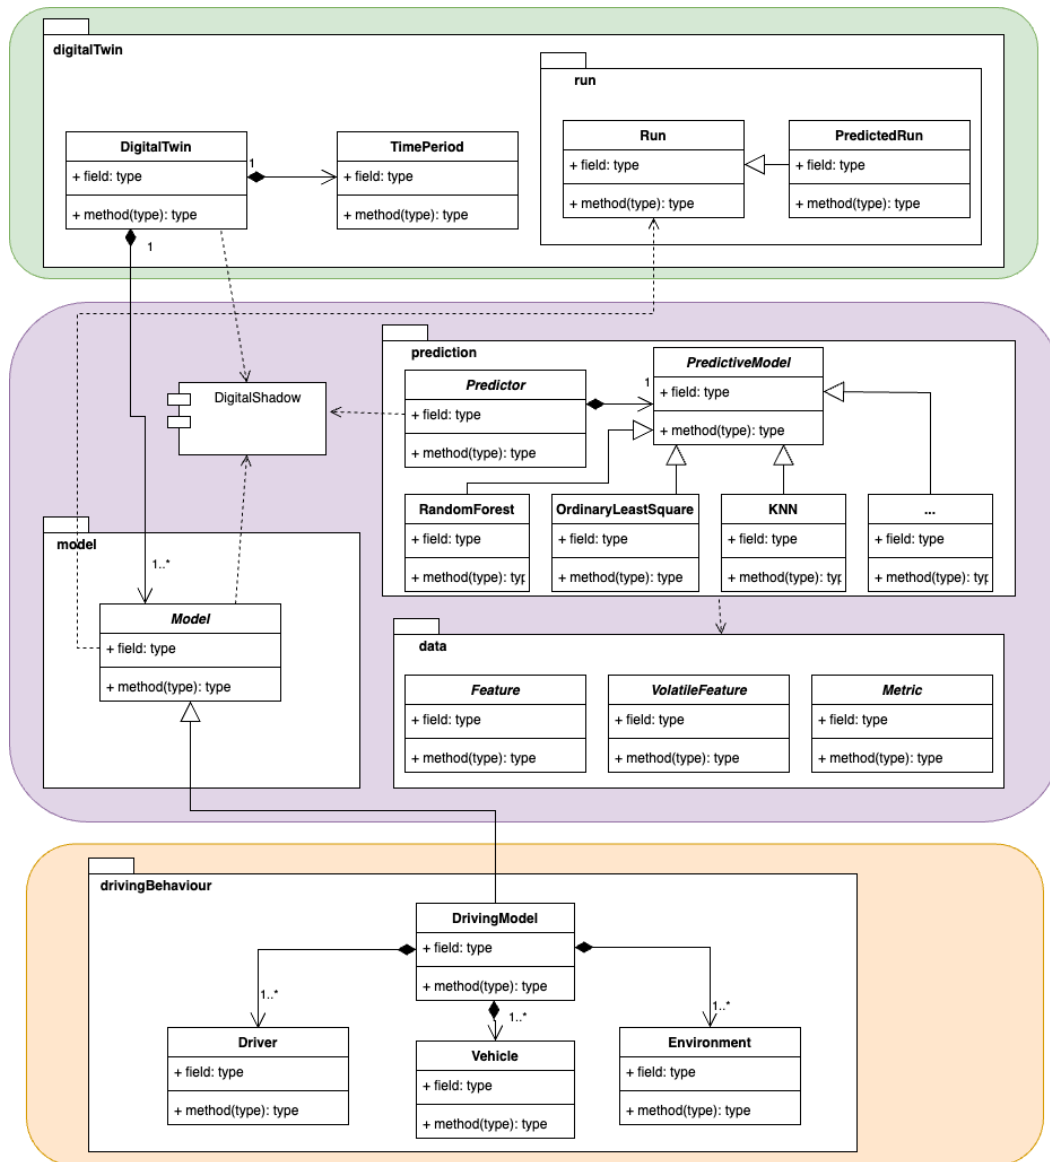 digitalTwin
run
DigitalTwin
+ field: type
+ method(type): type
1
1
TimePeriod
+ field: type
+ method(type): type
Run
+ field: type
+ method(type): type
PredictedRun
+ field: type
+ method(type): type
DigitalShadow
prediction
Predictor
+ field: type
+ method(type): type
1
PredictiveModel
+ field: type
+ method(type): type
RandomForest
+ field: type
+ method(type): typ
OrdinaryLeastSquare
+ field: type
+ method(type): type
KNN
+ field: type
+ method(type): typ
...
+ field: type
+ method(type): typ
model
1..*
Model
+ field: type
+ method(type): type
data
Feature
+ field: type
+ method(type): type
VolatileFeature
+ field: type
+ method(type): type
Metric
+ field: type
+ method(type): type
drivingBehaviour
DrivingModel
+ field: type
+ method(type): type
1..*
1..*
1..*
Driver
+ field: type
+ method(type): type
Vehicle
+ field: type
+ method(type): type
Environment
+ field: type
+ method(type): type